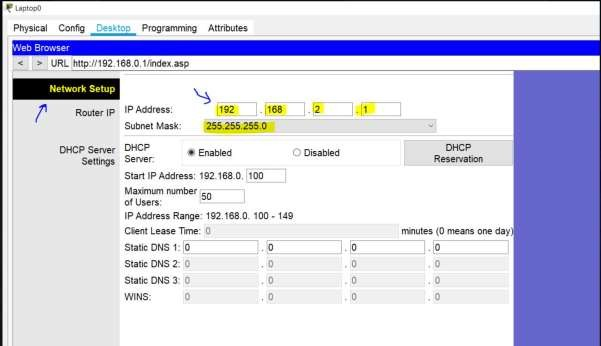 Laptop0
Physical Config Desktop Programming Attributes
Web Browser
< > URL http://192.168.0.1/index.asp
Network Setup
Router IP
IP Address: 192 . 168 . 2 . 1
Subnet Mask: 255.255.255.0
DHCP Server Settings
DHCP Server: Enabled Disabled DHCP Reservation
Start IP Address: 192.168.0. 100
Maximum number of Users: 50
IP Address Range: 192.168.0. 100 - 149
Client Lease Time: 0 minutes (0 means one day)
Static DNS 1: 0 . 0 . 0 . 0
Static DNS 2: 0 . 0 . 0 . 0
Static DNS 3: 0 . 0 . 0 . 0
WINS: 0 . 0 . 0 . 0